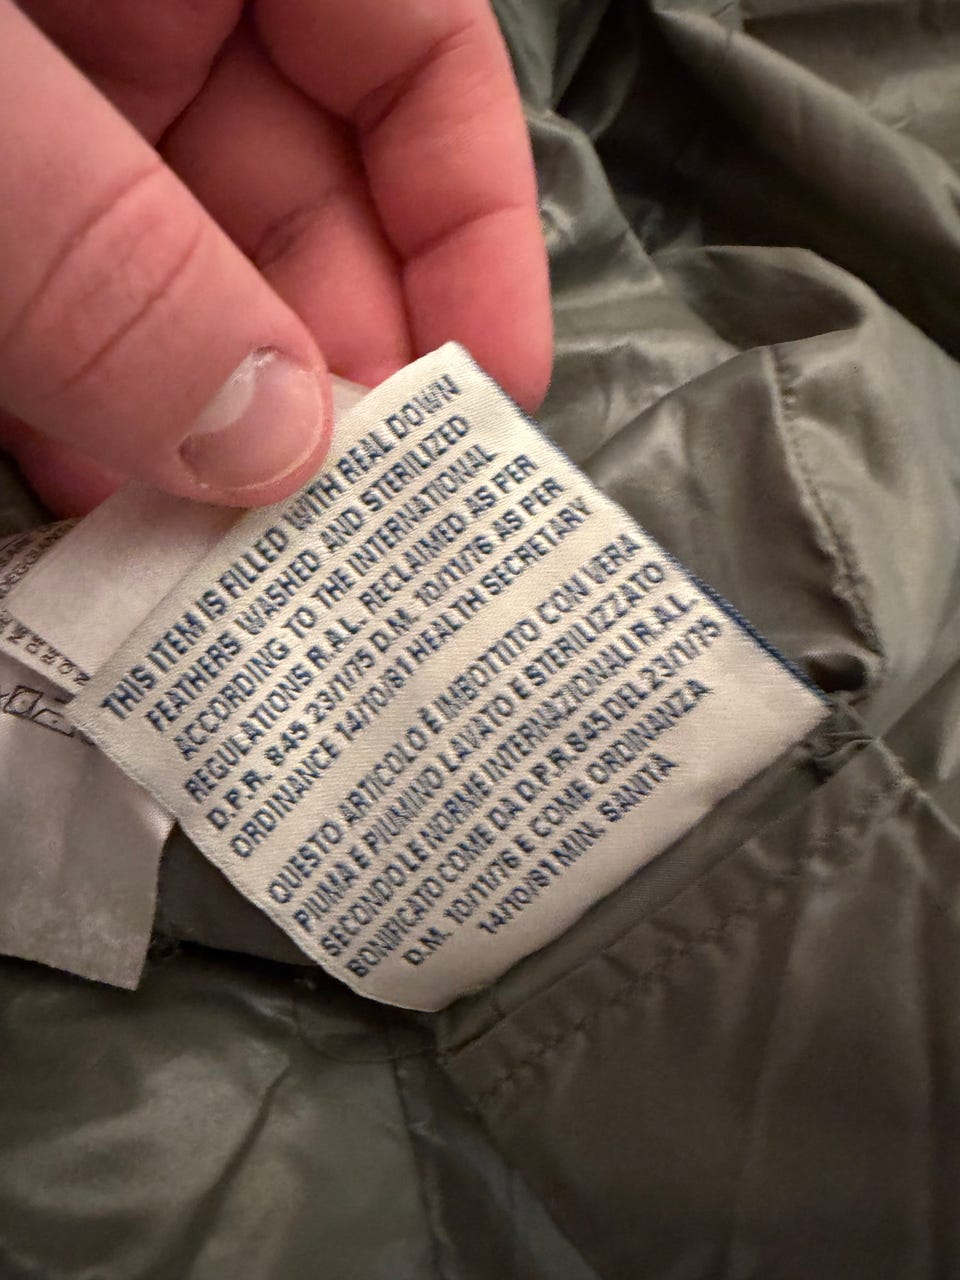 THIS ITEM IS FILLED WITH REAL DOWN
FEATHERS WASHED AND STERILIZED
ACCORDING TO THE INTERNATIONAL
REGULATIONS R.A.L. RECLAIMED AS PER
D.P.R. 845 23/1/75 D.M. 10/11/76 AS PER
ORDINANCE 14/10/81 HEALTH SECRETARY
QUESTO ARTICOLO È IMBOTTITO CON VERA
PIUMA E PIUMINO LAVATO E STERILIZZATO
SECONDO LE NORME INTERNAZIONALI R.A.L.
BONIFICATO COME DA D.P.R. 845 DEL 23/1/75
D.M. 10/11/76 E COME ORDINANZA
14/10/81 MIN. SANITÀ